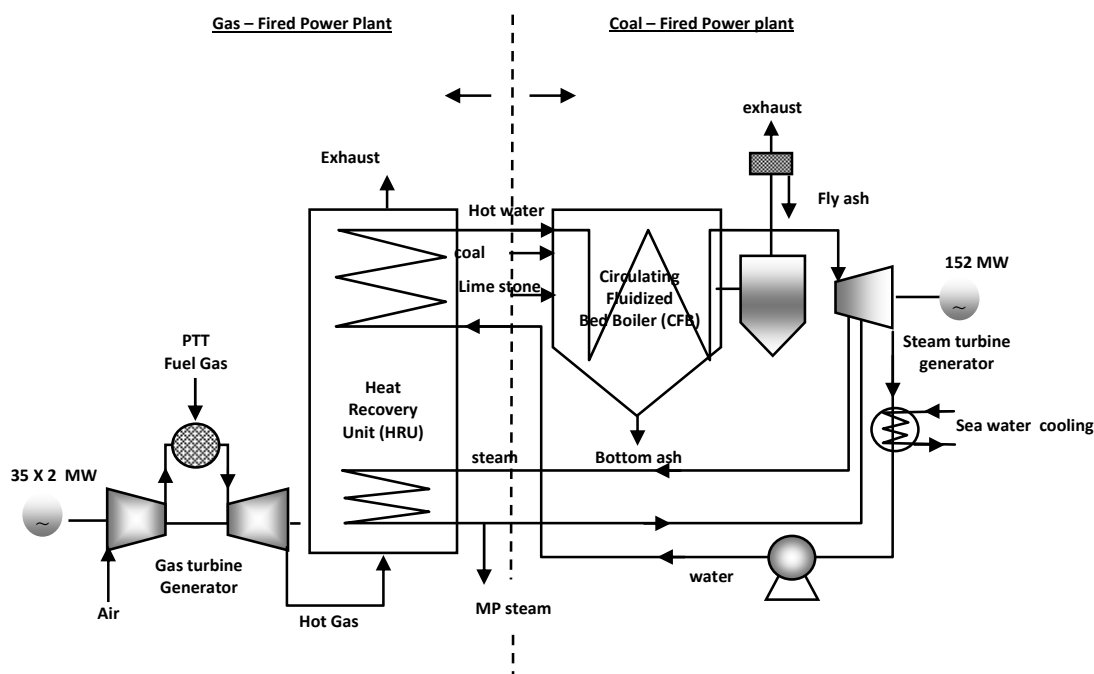 Gas – Fired Power Plant
Coal – Fired Power plant
exhaust
Exhaust
Fly ash
Hot water
coal
Lime stone
Circulating
Fluidized
Bed Boiler (CFB)
152 MW
~
Steam turbine
generator
PTT
Fuel Gas
Heat
Recovery
Unit (HRU)
Sea water cooling
steam
Bottom ash
35 X 2 MW
~
Gas turbine
Generator
water
Air
Hot Gas
MP steam